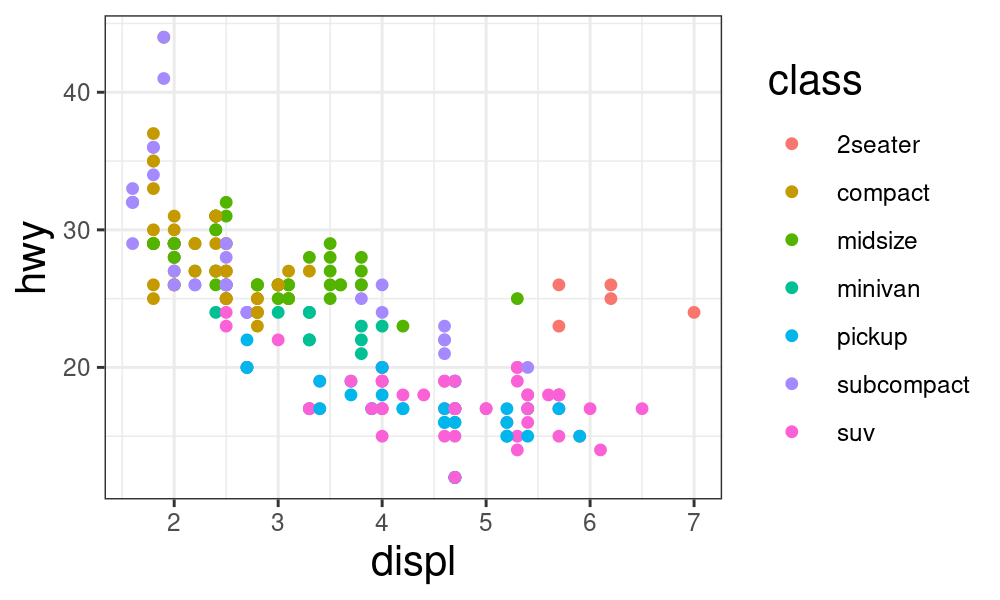 hwy
40
30
20
2 3 4 5 6 7
displ
class
2seater
compact
midsize
minivan
pickup
subcompact
suv